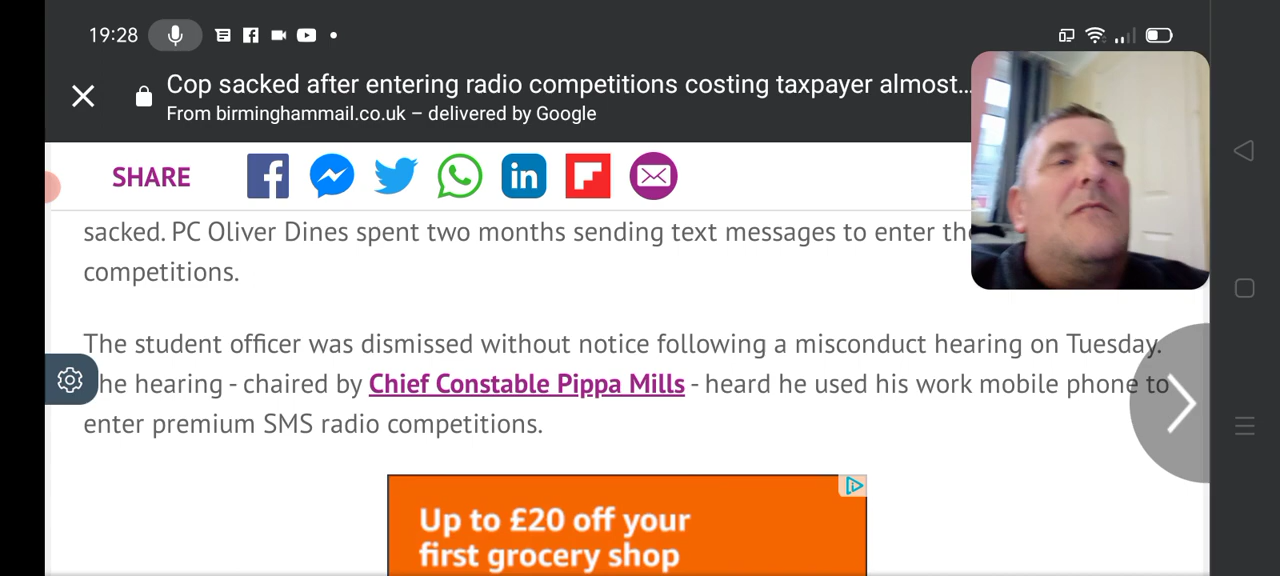 19:28
Cop sacked after entering radio competitions costing taxpayer almost...
From birminghammail.co.uk – delivered by Google
SHARE
in
sacked. PC Oliver Dines spent two months sending text messages to enter
competitions.
The student officer was dismissed without notice following a misconduct hearing on Tuesday.
he hearing - chaired by Chief Constable Pippa Mills - heard he used his work mobile phone to
enter premium SMS radio competitions.
Up to £20 off your
first grocery shop